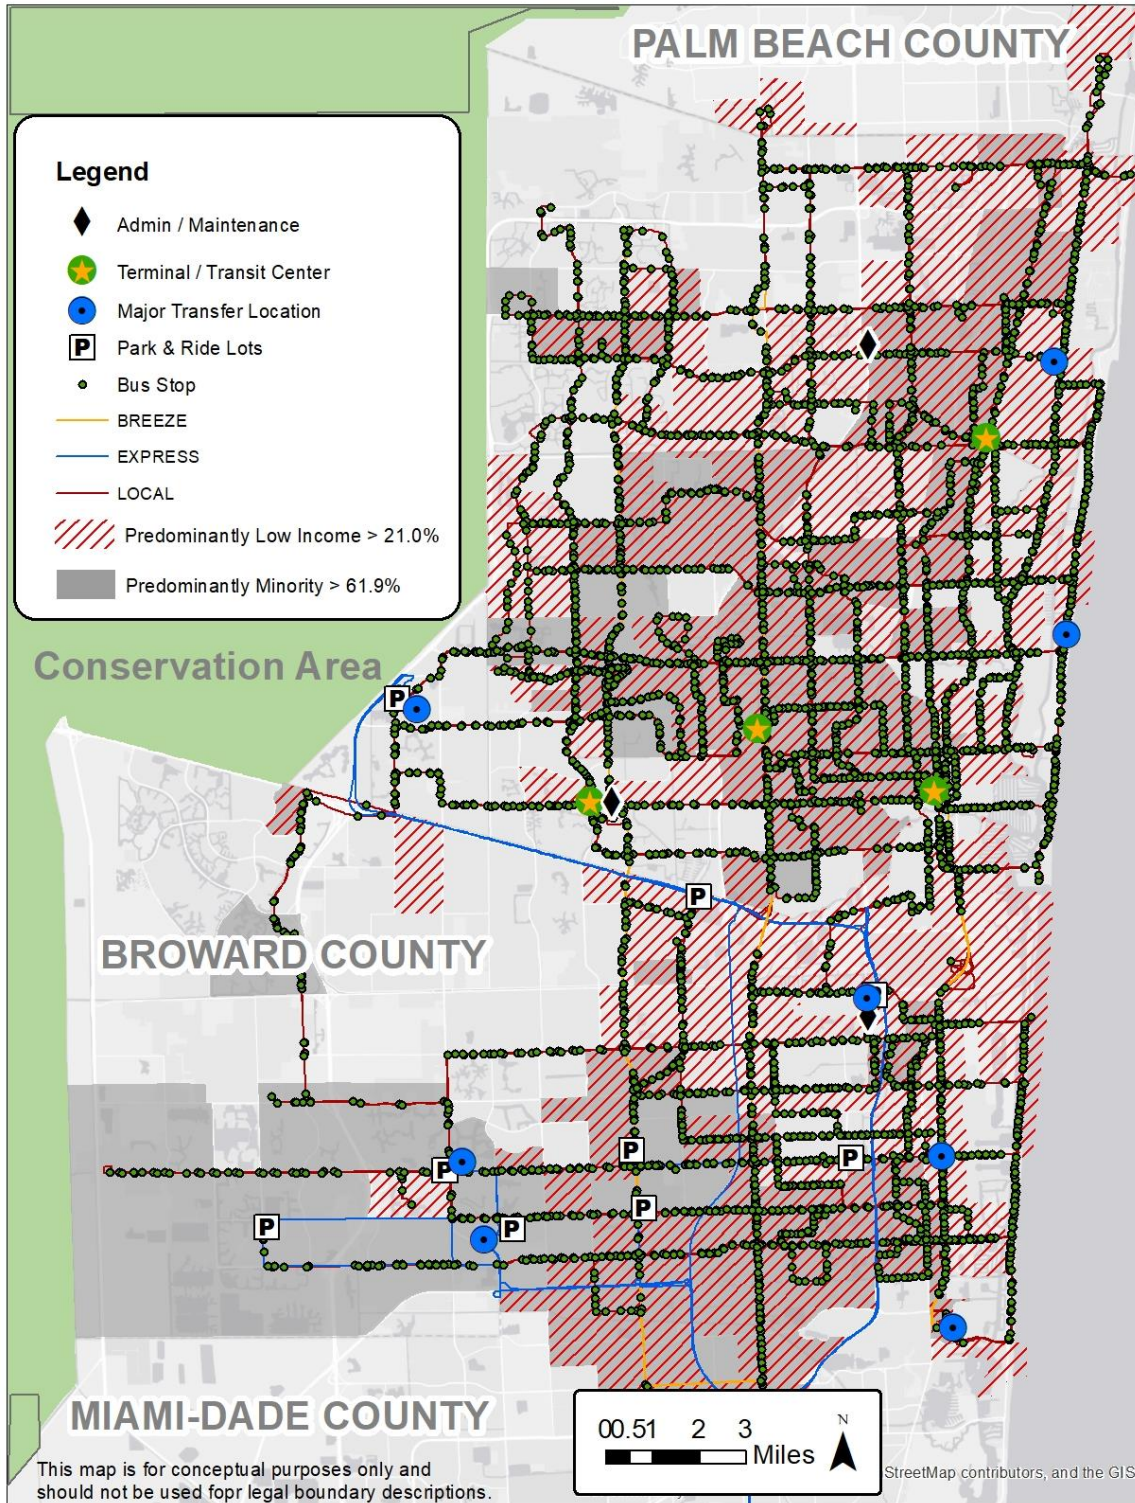 PALM BEACH COUNTY
Legend
Admin / Maintenance
Terminal / Transit Center
Major Transfer Location
P Park & Ride Lots
Bus Stop
BREEZE
EXPRESS
LOCAL
Predominantly Low Income > 21.0%
Predominantly Minority > 61.9%
Conservation Area
P
P
BROWARD COUNTY
P
P
P
P
P
P
MIAMI-DADE COUNTY
00.51 2 3
Miles
N
This map is for conceptual purposes only and
should not be used fopr legal boundary descriptions.
StreetMap contributors, and the GIS